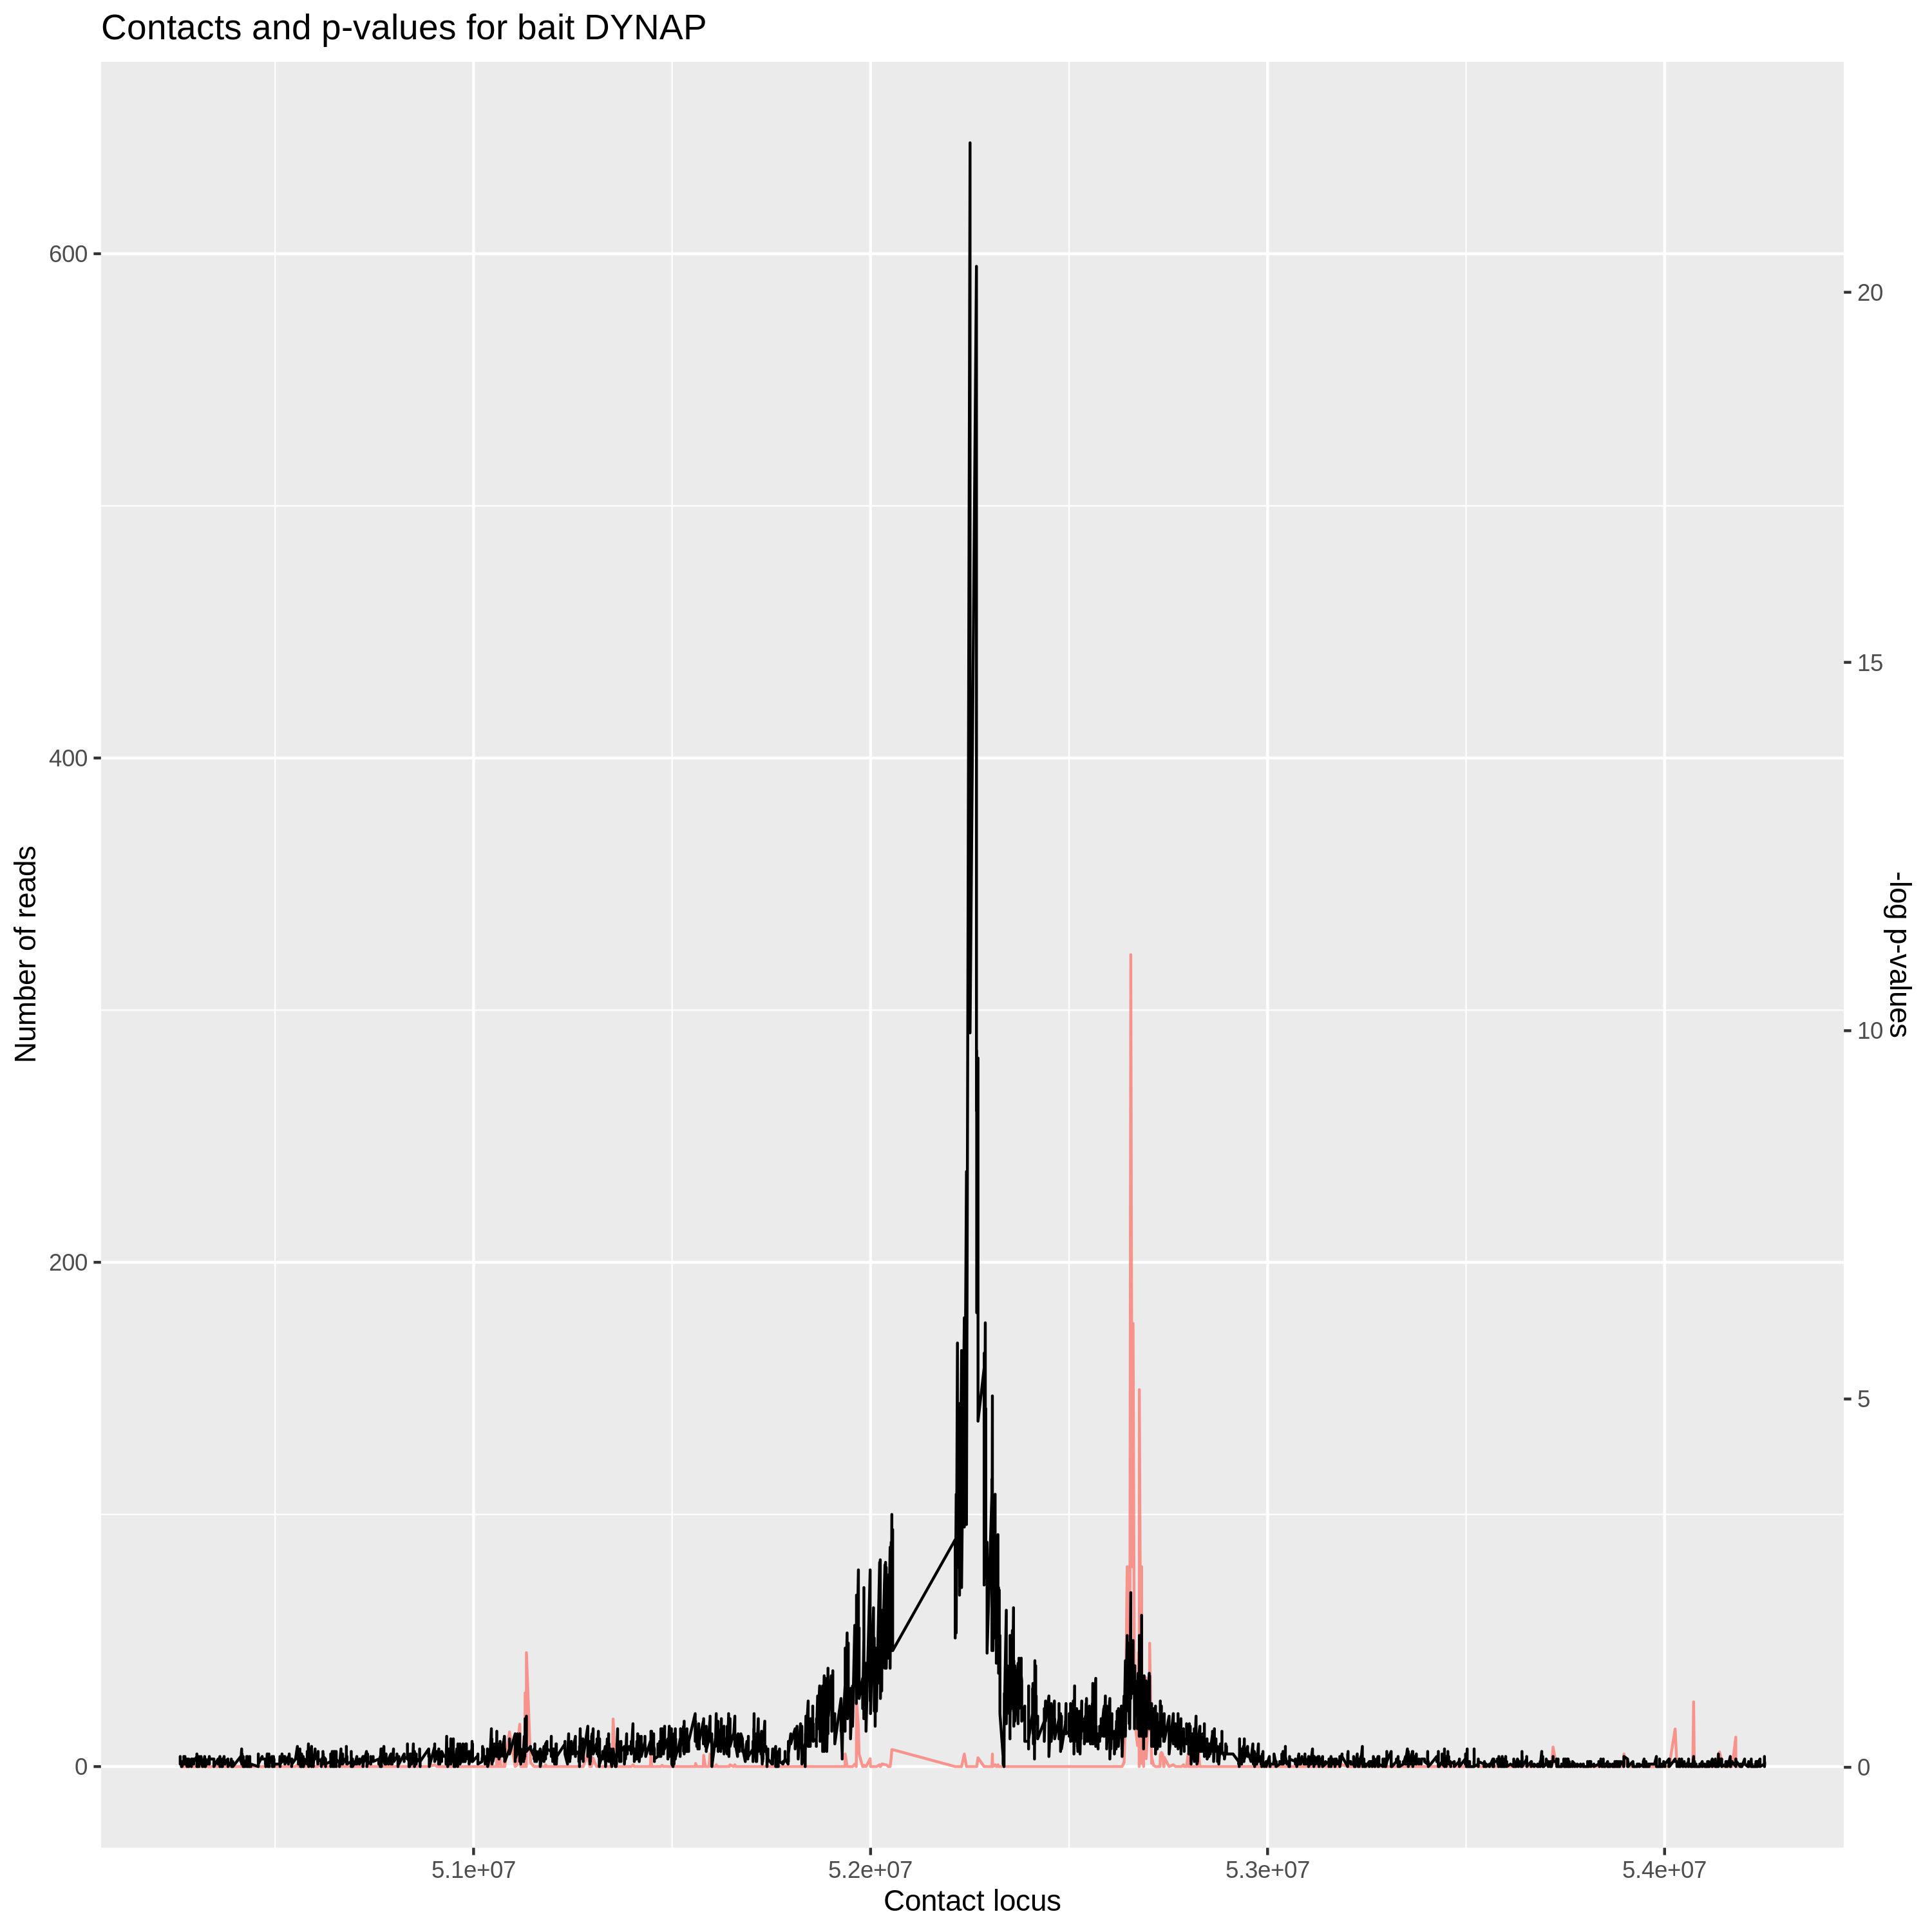 Contacts and p-values for bait DYNAP
600
400
200
0
Number of reads
20
15
10
5
0
-log p-values
5.1e+07
5.2e+07
5.3e+07
5.4e+07
Contact locus